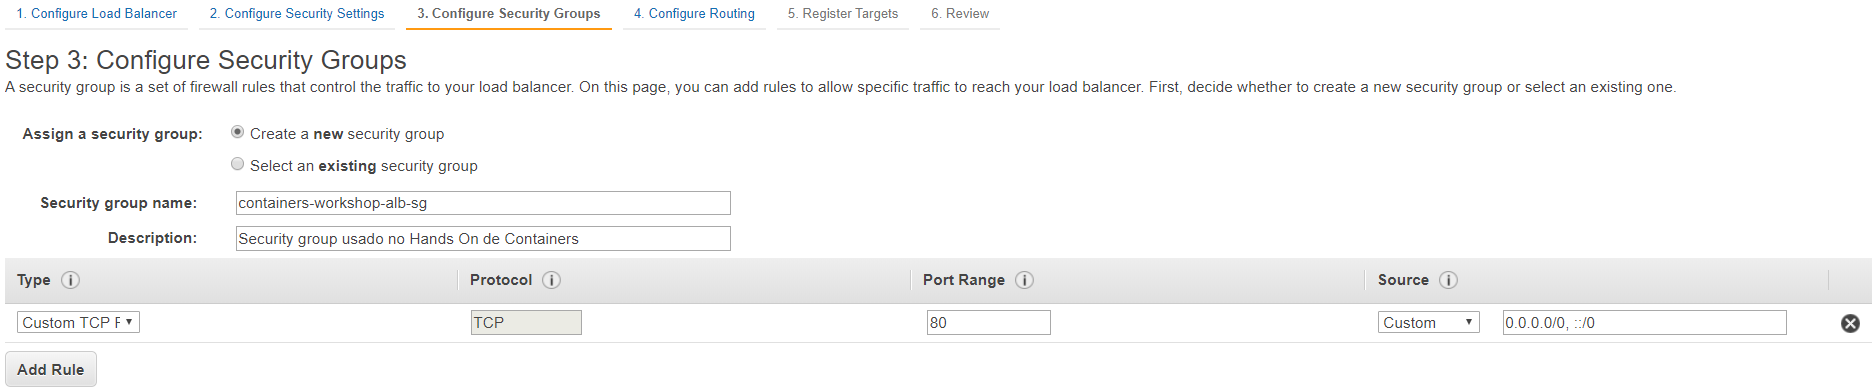 1. Configure Load Balancer 2. Configure Security Settings 3. Configure Security Groups 4. Configure Routing 5. Register Targets 6. Review
Step 3: Configure Security Groups
A security group is a set of firewall rules that control the traffic to your load balancer. On this page, you can add rules to allow specific traffic to reach your load balancer. First, decide whether to create a new security group or select an existing one.
Assign a security group: Create a new security group
Select an existing security group
Security group name: containers-workshop-alb-sg
Description: Security group usado no Hands On de Containers
Type i Protocol i Port Range i Source i
Custom TCP F TCP 80 Custom 0.0.0.0/0, ::/0
Add Rule